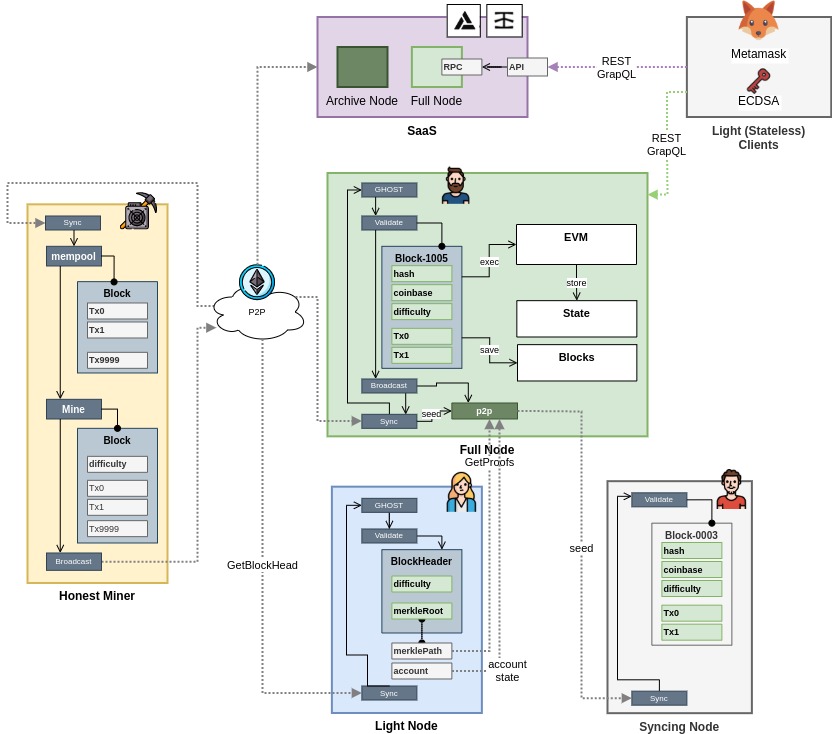 RPC
API
Archive Node
Full Node
SaaS
REST
GrapQL
Metamask
ECDSA
Light (Stateless)
Clients
REST
GrapQL
Sync
mempool
Block
Tx0
Tx1
Tx9999
Mine
Block
difficulty
Tx0
Tx1
Tx9999
Broadcast
Honest Miner
P2P
GetBlockHead
GHOST
Validate
Block-1005
hash
coinbase
difficulty
Tx0
Tx1
Broadcast
Sync
exec
save
seed
p2p
EVM
store
State
Blocks
Full Node
GetProofs
GHOST
Validate
BlockHeader
difficulty
merkleRoot
merklePath
account
Sync
Light Node
account
state
seed
Validate
Block-0003
hash
coinbase
difficulty
Tx0
Tx1
Sync
Syncing Node